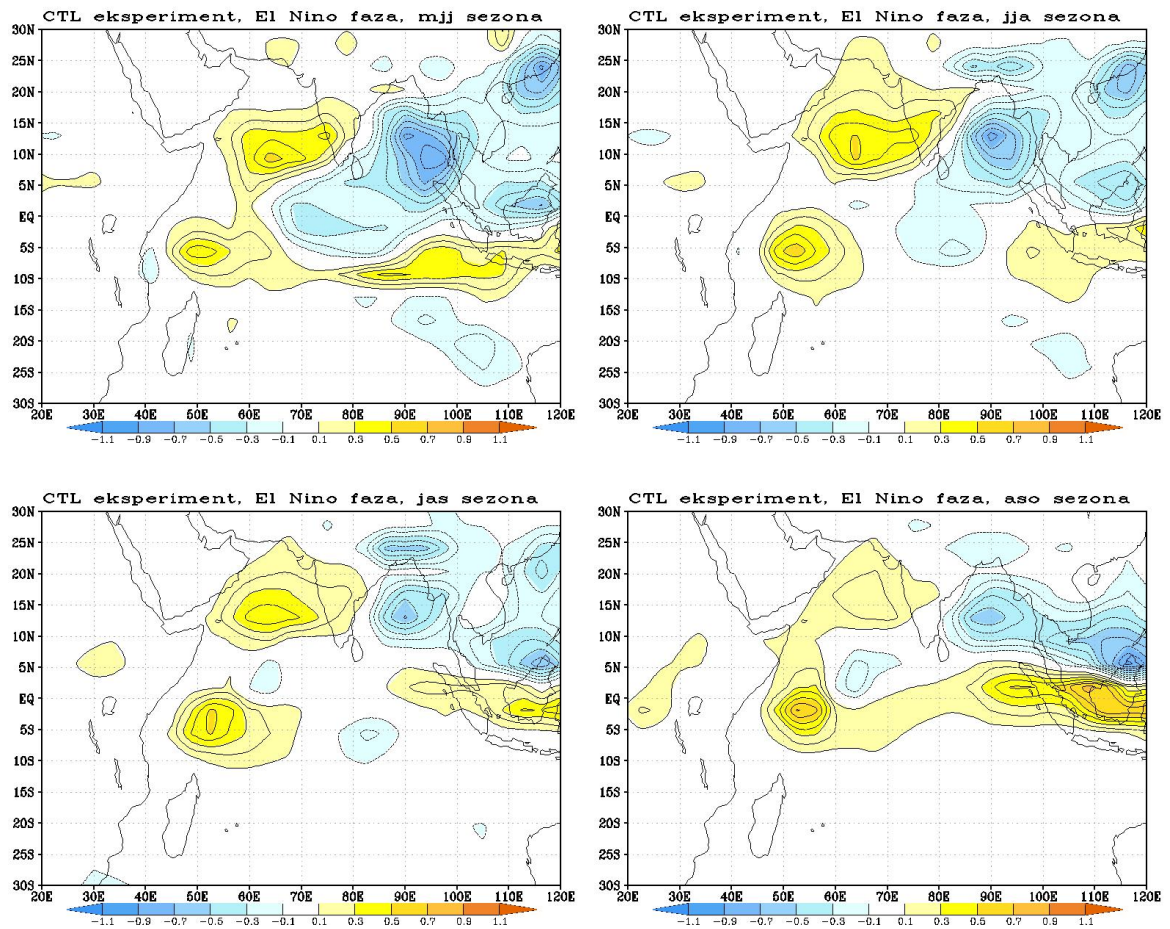 CTL eksperiment, El Nino faza, mjj sezona
30N
25N
20N
15N
10N
5N
EQ
5S
10S
15S
20S
25S
30S
20E 30E 40E 50E 60E 70E 80E 90E 100E 110E 120E
−1.1 −0.9 −0.7 −0.5 −0.3 −0.1 0.1 0.3 0.5 0.7 0.9 1.1
CTL eksperiment, El Nino faza, jja sezona
30N
25N
20N
15N
10N
5N
EQ
5S
10S
15S
20S
25S
30S
20E 30E 40E 50E 60E 70E 80E 90E 100E 110E 120E
−1.1 −0.9 −0.7 −0.5 −0.3 −0.1 0.1 0.3 0.5 0.7 0.9 1.1
CTL eksperiment, El Nino faza, jas sezona
30N
25N
20N
15N
10N
5N
EQ
5S
10S
15S
20S
25S
30S
20E 30E 40E 50E 60E 70E 80E 90E 100E 110E 120E
−1.1 −0.9 −0.7 −0.5 −0.3 −0.1 0.1 0.3 0.5 0.7 0.9 1.1
CTL eksperiment, El Nino faza, aso sezona
30N
25N
20N
15N
10N
5N
EQ
5S
10S
15S
20S
25S
30S
20E 30E 40E 50E 60E 70E 80E 90E 100E 110E 120E
−1.1 −0.9 −0.7 −0.5 −0.3 −0.1 0.1 0.3 0.5 0.7 0.9 1.1